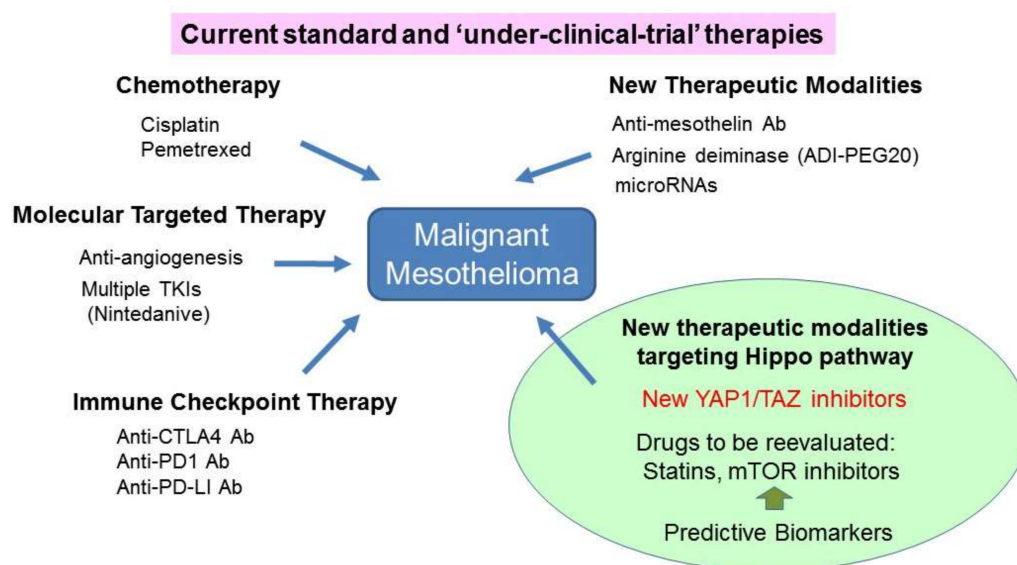 Current standard and ‘under-clinical-trial’ therapies
Chemotherapy
Cisplatin
Pemetrexed
New Therapeutic Modalities
Anti-mesothelin Ab
Arginine deiminase (ADI-PEG20)
microRNAs
Molecular Targeted Therapy
Anti-angiogenesis
Multiple TKIs
(Nintedanive)
Malignant
Mesothelioma
Immune Checkpoint Therapy
Anti-CTLA4 Ab
Anti-PD1 Ab
Anti-PD-LI Ab
New therapeutic modalities
targeting Hippo pathway
New YAP1/TAZ inhibitors
Drugs to be reevaluated:
Statins, mTOR inhibitors
Predictive Biomarkers